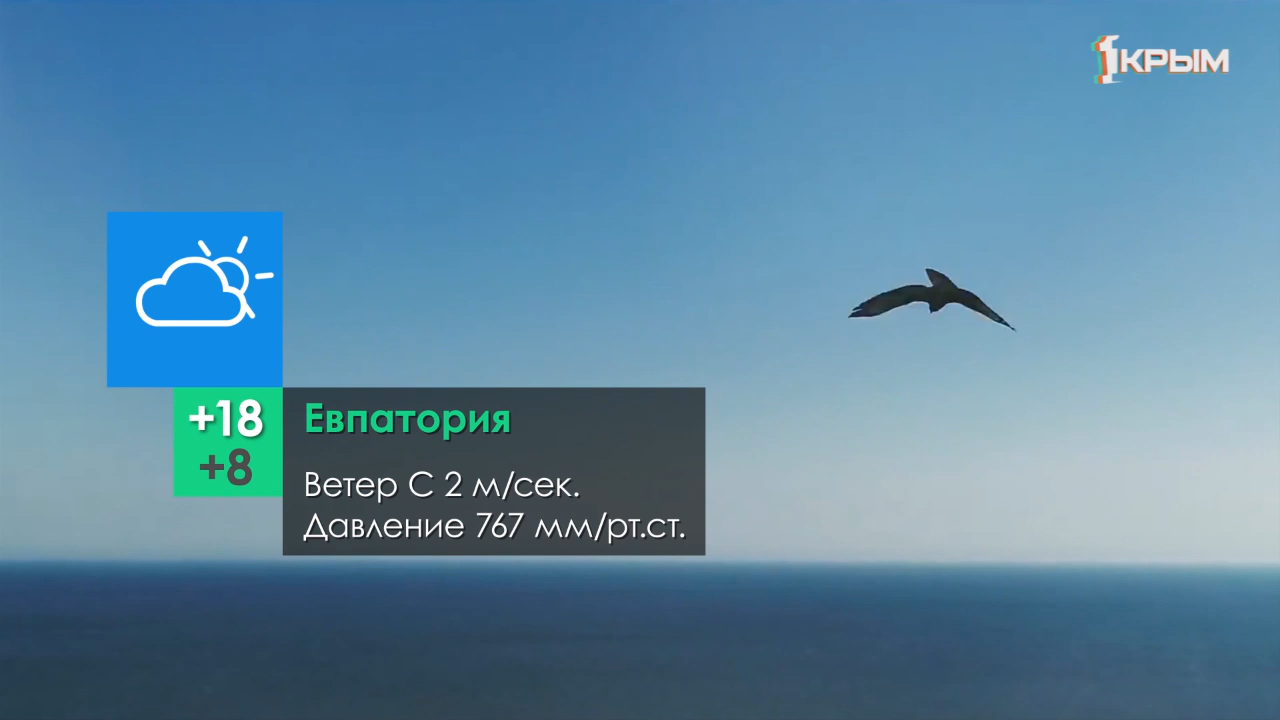 1КРЫМ
+18
+8
Евпатория
Ветер С 2 м/сек.
Давление 767 мм/рт.ст.